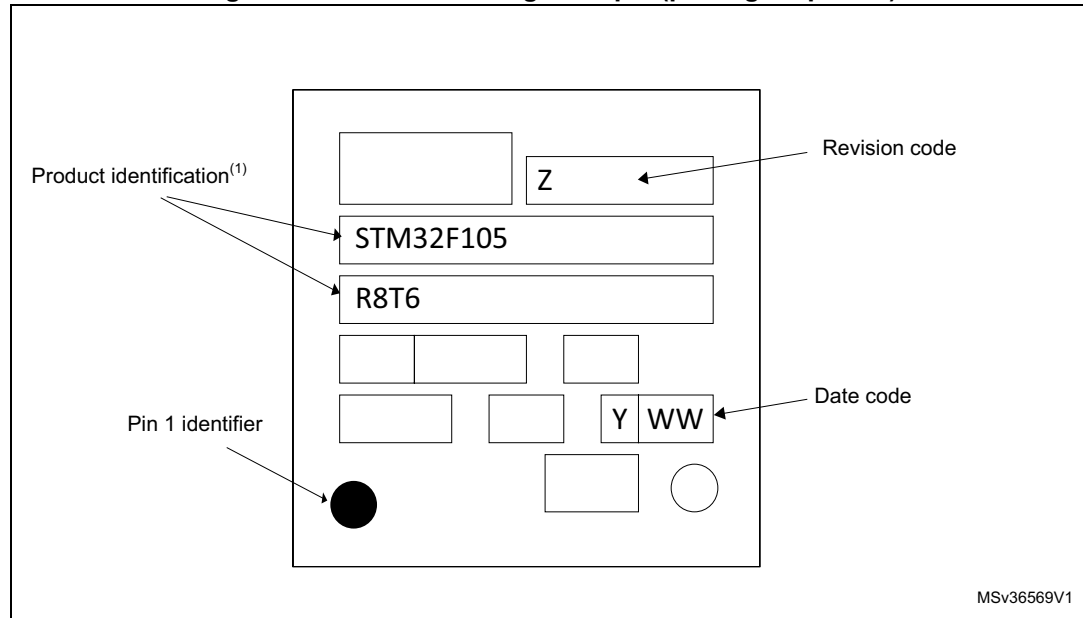 Revision code
Z
Product identification(1)
STM32F105
R8T6
Date code
Y WW
Pin 1 identifier
MSv36569V1